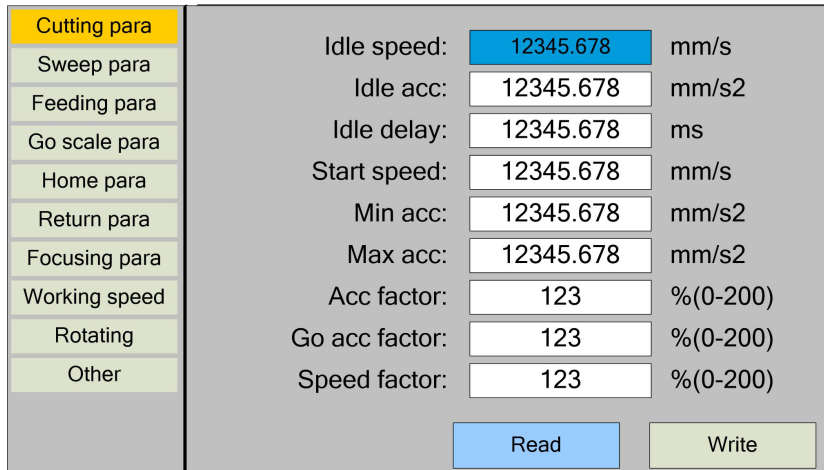 Cutting para
Sweep para
Feeding para
Go scale para
Home para
Return para
Focusing para
Working speed
Rotating
Other
Idle speed: 12345.678 mm/s
Idle acc: 12345.678 mm/s2
Idle delay: 12345.678 ms
Start speed: 12345.678 mm/s
Min acc: 12345.678 mm/s2
Max acc: 12345.678 mm/s2
Acc factor: 123 %(0-200)
Go acc factor: 123 %(0-200)
Speed factor: 123 %(0-200)
Read Write